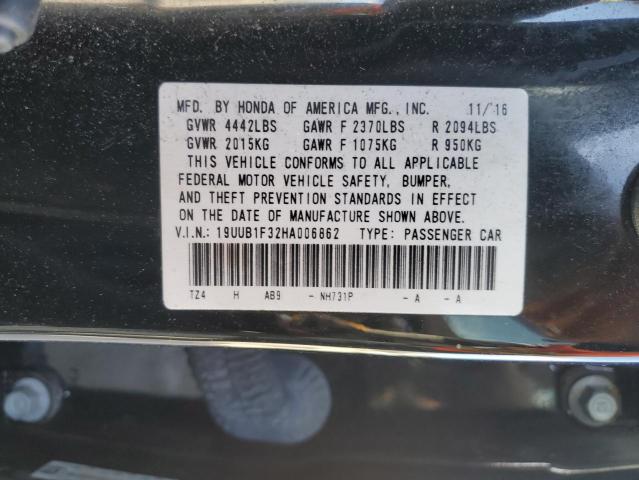 MFD. BY HONDA OF AMERICA MFG., INC. 11/16
GVWR 4442LBS GAWR F 2370LBS R 2094LBS
GVWR 2015KG GAWR F 1075KG R 950KG
THIS VEHICLE CONFORMS TO ALL APPLICABLE
FEDERAL MOTOR VEHICLE SAFETY, BUMPER,
AND THEFT PREVENTION STANDARDS IN EFFECT
ON THE DATE OF MANUFACTURE SHOWN ABOVE.
V.I.N.: 19UUB1F32HA006662 TYPE: PASSENGER CAR
TZ4 H AB9 - NH731P - A - A